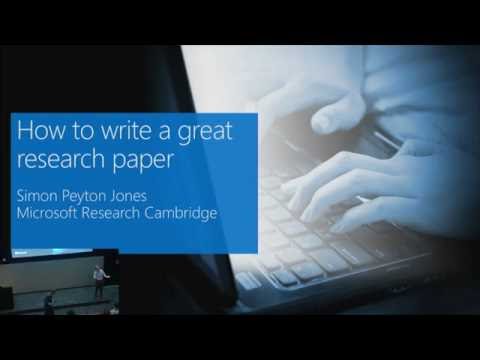 How to write a great
research paper
Simon Peyton Jones
Microsoft Research Cambridge